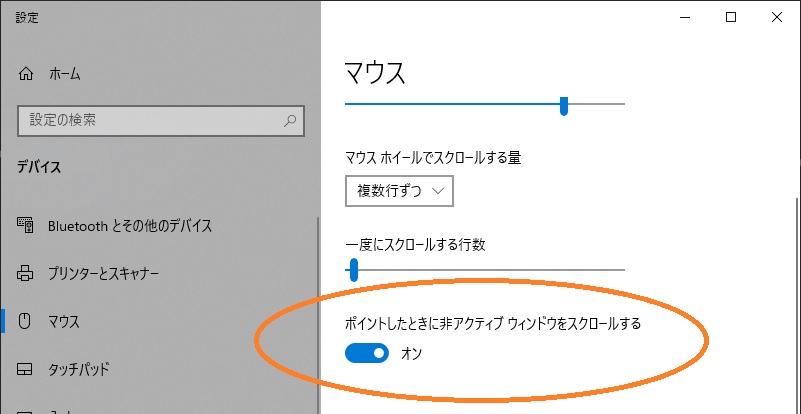 設定
ホーム
設定の検索
デバイス
Bluetooth とその他のデバイス
プリンターとスキャナー
マウス
タッチパッド
マウス
マウス ホイールでスクロールする量
複数行ずつ
一度にスクロールする行数
ポイントしたときに非アクティブ ウィンドウをスクロールする
オン